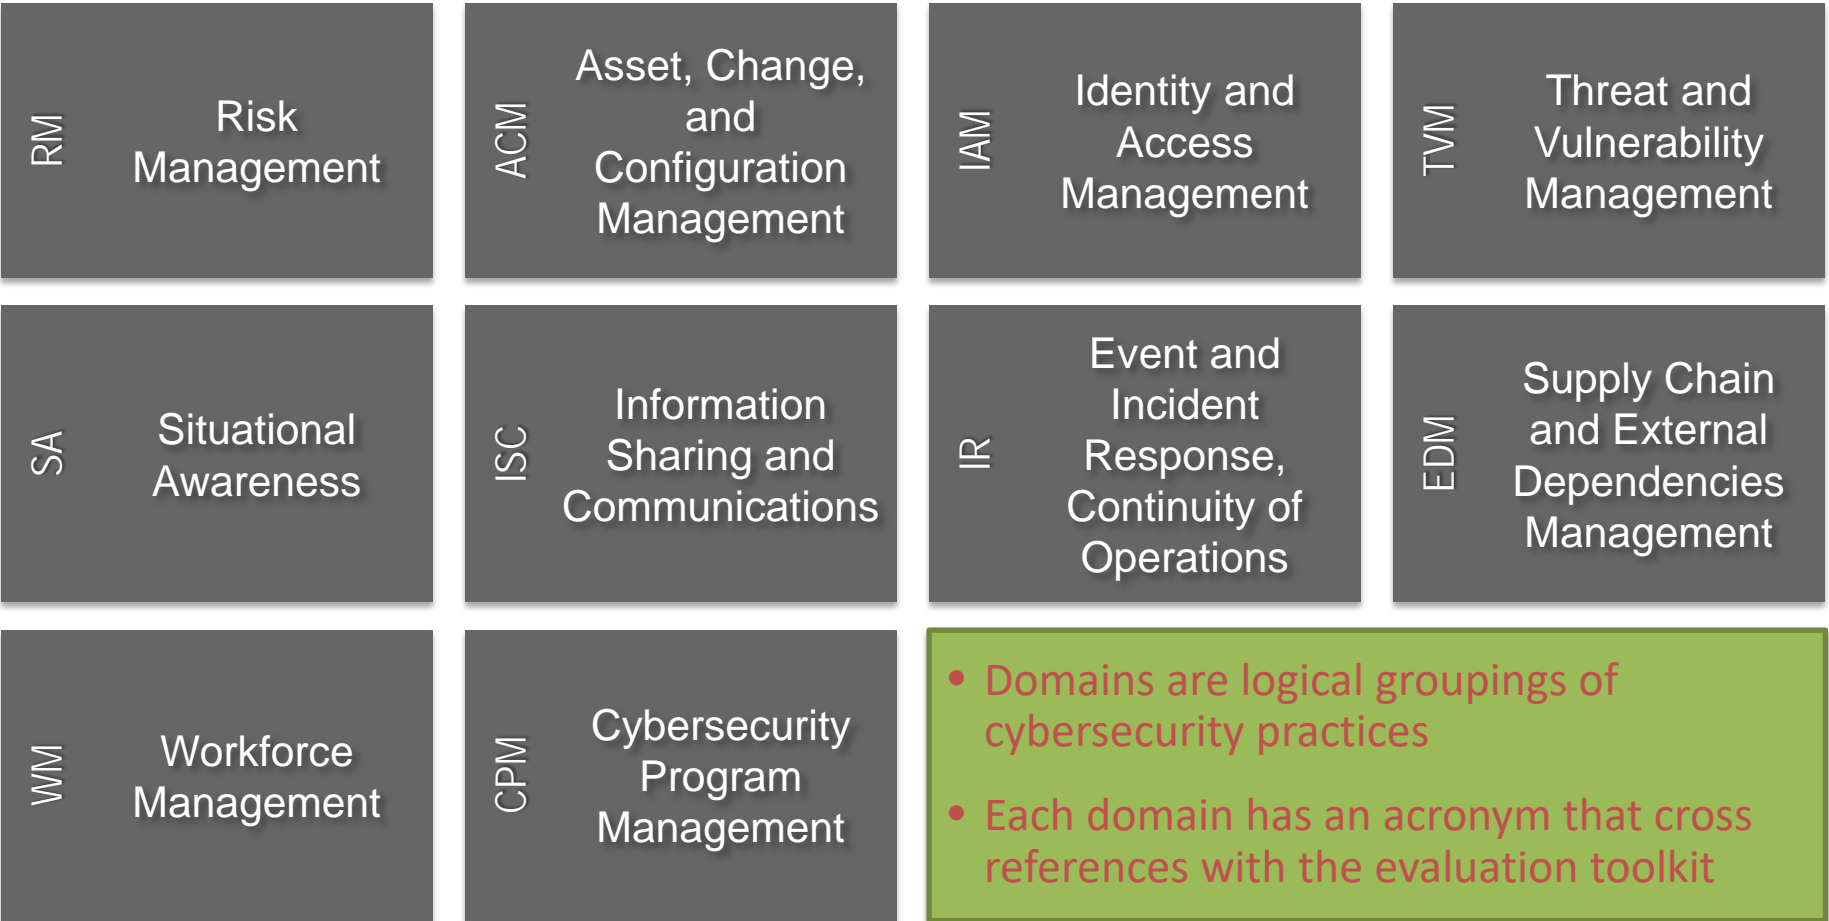 RM
Risk
Management
ACM
Asset, Change,
and
Configuration
Management
IAM
Identity and
Access
Management
TVM
Threat and
Vulnerability
Management
SA
Situational
Awareness
ISC
Information
Sharing and
Communications
IR
Event and
Incident
Response,
Continuity of
Operations
EDM
Supply Chain
and External
Dependencies
Management
WM
Workforce
Management
CPM
Cybersecurity
Program
Management
• Domains are logical groupings of
cybersecurity practices
• Each domain has an acronym that cross
references with the evaluation toolkit